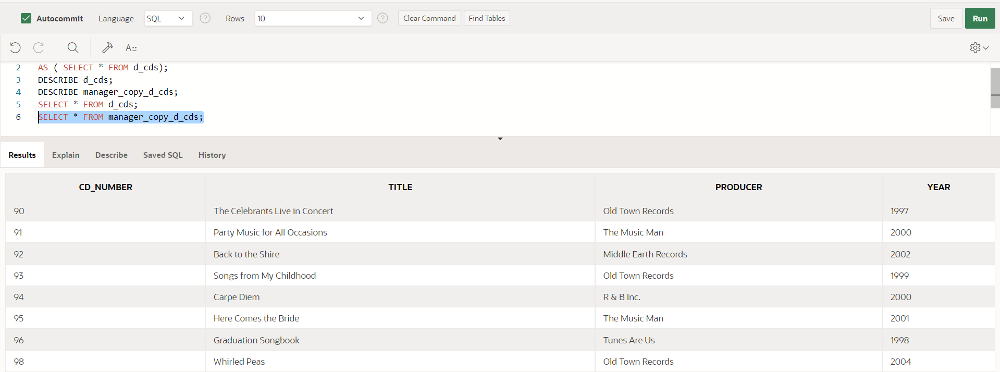 Autocommit Language SQL ? Rows 10 ? Clear Command Find Tables Save Run
A::
2 AS ( SELECT * FROM d_cds);
3 DESCRIBE d_cds;
4 DESCRIBE manager_copy_d_cds;
5 SELECT * FROM d_cds;
6 SELECT * FROM manager_copy_d_cds;
Results Explain Describe Saved SQL History
CD_NUMBER TITLE PRODUCER YEAR
90 The Celebrants Live in Concert Old Town Records 1997
91 Party Music for All Occasions The Music Man 2000
92 Back to the Shire Middle Earth Records 2002
93 Songs from My Childhood Old Town Records 1999
94 Carpe Diem R & B Inc. 2000
95 Here Comes the Bride The Music Man 2001
96 Graduation Songbook Tunes Are Us 1998
98 Whirled Peas Old Town Records 2004